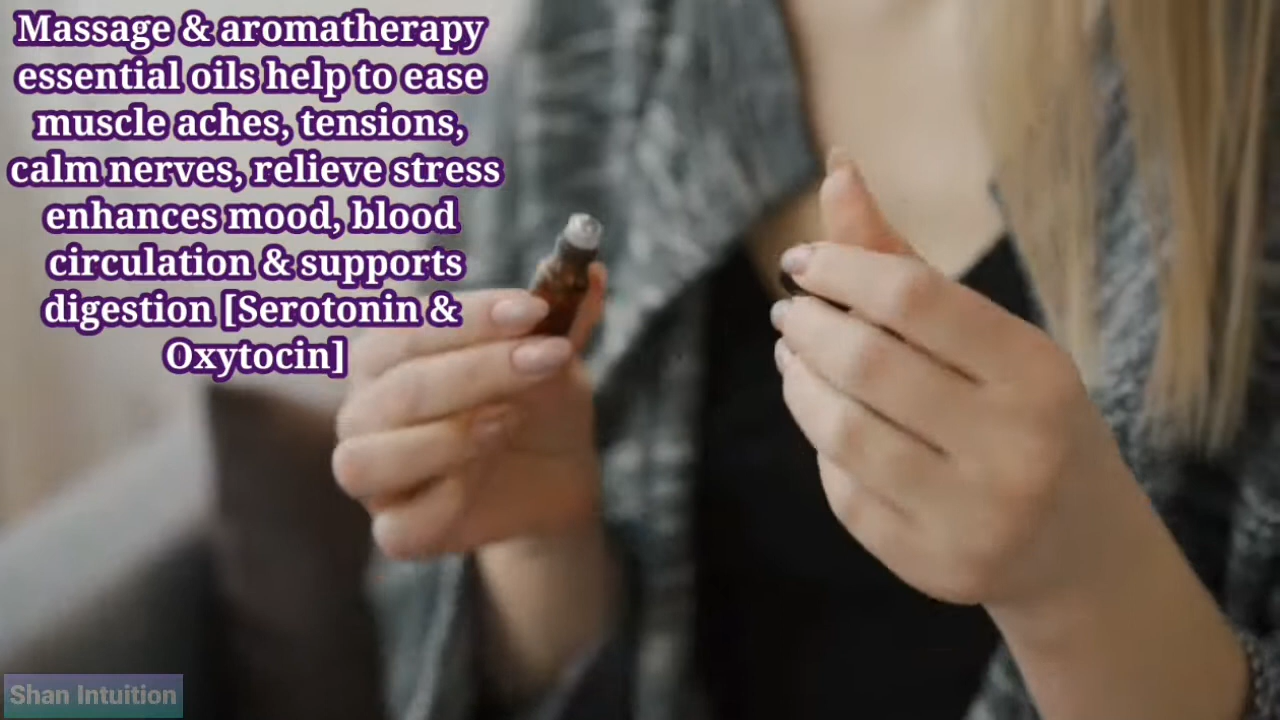 Massage & aromatherapy
essential oils help to ease
muscle aches, tensions,
calm nerves, relieve stress
enhances mood, blood
circulation & supports
digestion [Serotonin &
Oxytocin]
Shan Intuition